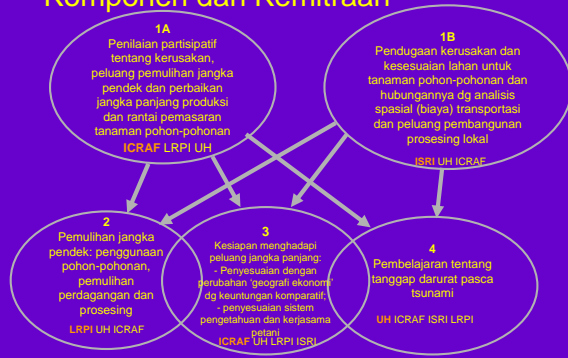 Komponen dan Kemitraan
1A
Penilaian partisipatif
tentang kerusakan,
peluang pemulihan jangka
pendek dan perbaikan
jangka panjang produksi
dan rantai pemasaran
tanaman pohon-pohonan
ICRAF LRPI UH
1B
Pendugaan kerusakan dan
kesesuaian lahan untuk
tanaman pohon-pohonan dan
hubungannya dg analisis
spasial (biaya) transportasi
dan peluang pembangunan
prosesing lokal
ISRI UH ICRAF
2
Pemulihan jangka
pendek: penggunaan
pohon-pohonan,
pemulihan
perdagangan dan
prosesing
LRPI UH ICRAF
3
Kesiapan menghadapi
peluang jangka panjang:
- Penyesuaian dengan
perubahan 'geografi ekonomi'
dg keuntungan komparatif;
- penyesuaian sistem
pengetahuan dan kerjasama
petani
ICRAF UH LRPI ISRI
4
Pembelajaran tentang
tanggap darurat pasca
tsunami
UH ICRAF ISRI LRPI